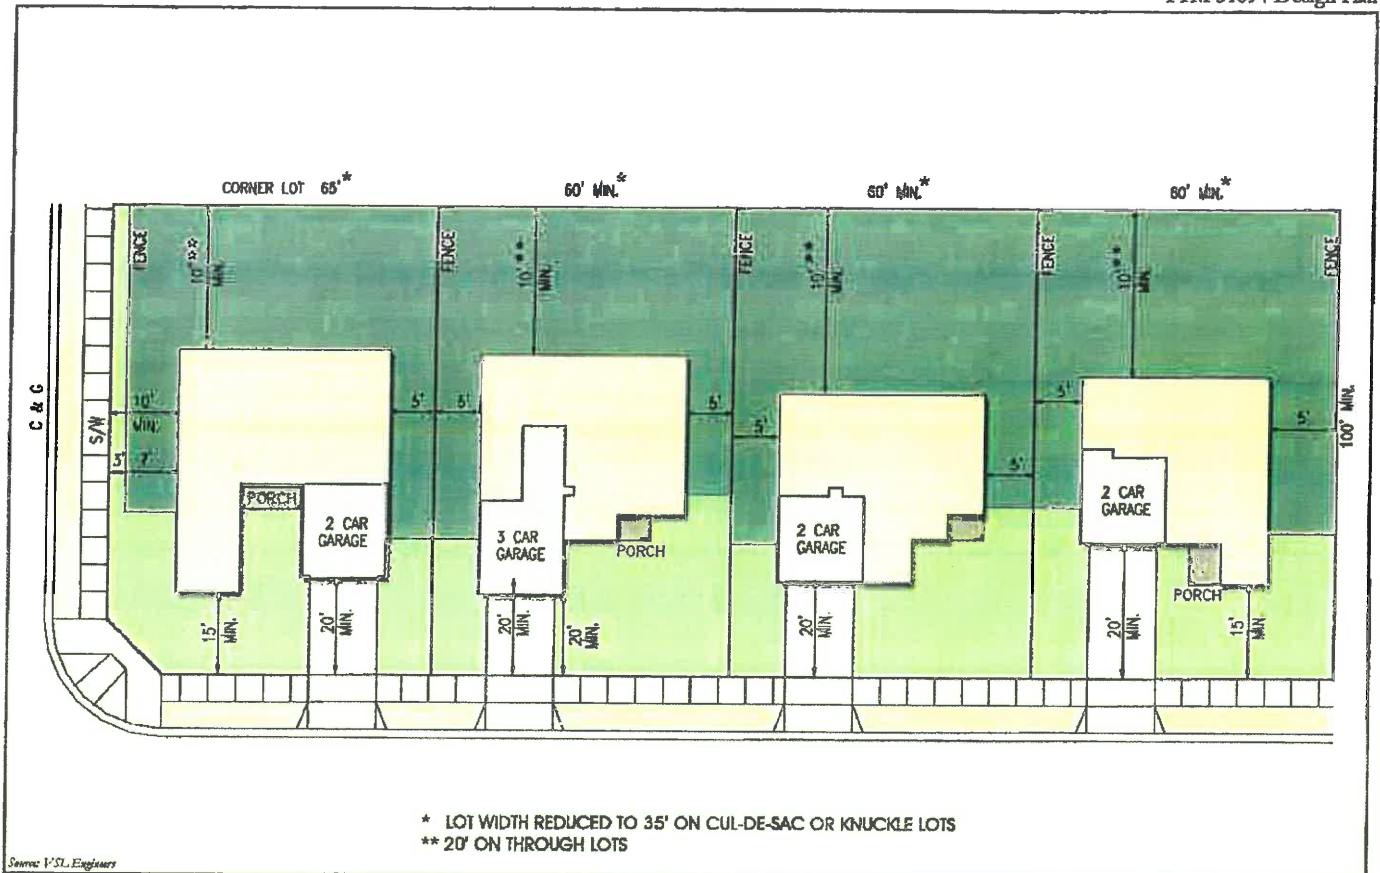 Design Plan
CORNER LOT 65'*
60' MIN.*
60' MIN.*
60' MIN.*
FENCE
10'**
MIN.
FENCE
10'**
MIN.
FENCE
10'**
MIN.
FENCE
10'**
MIN.
FENCE
C & G
S/W
10'
MIN.
3'
7'
5'
5'
5'
5'
5'
5'
5'
100' MIN.
PORCH
2 CAR
GARAGE
3 CAR
GARAGE
PORCH
2 CAR
GARAGE
2 CAR
GARAGE
PORCH
15'
MIN.
20'
MIN.
20'
MIN.
20'
MIN.
20'
MIN.
20'
MIN.
15'
MIN.
* LOT WIDTH REDUCED TO 35' ON CUL-DE-SAC OR KNUCKLE LOTS
** 20' ON THROUGH LOTS
Source: VSL Engineers